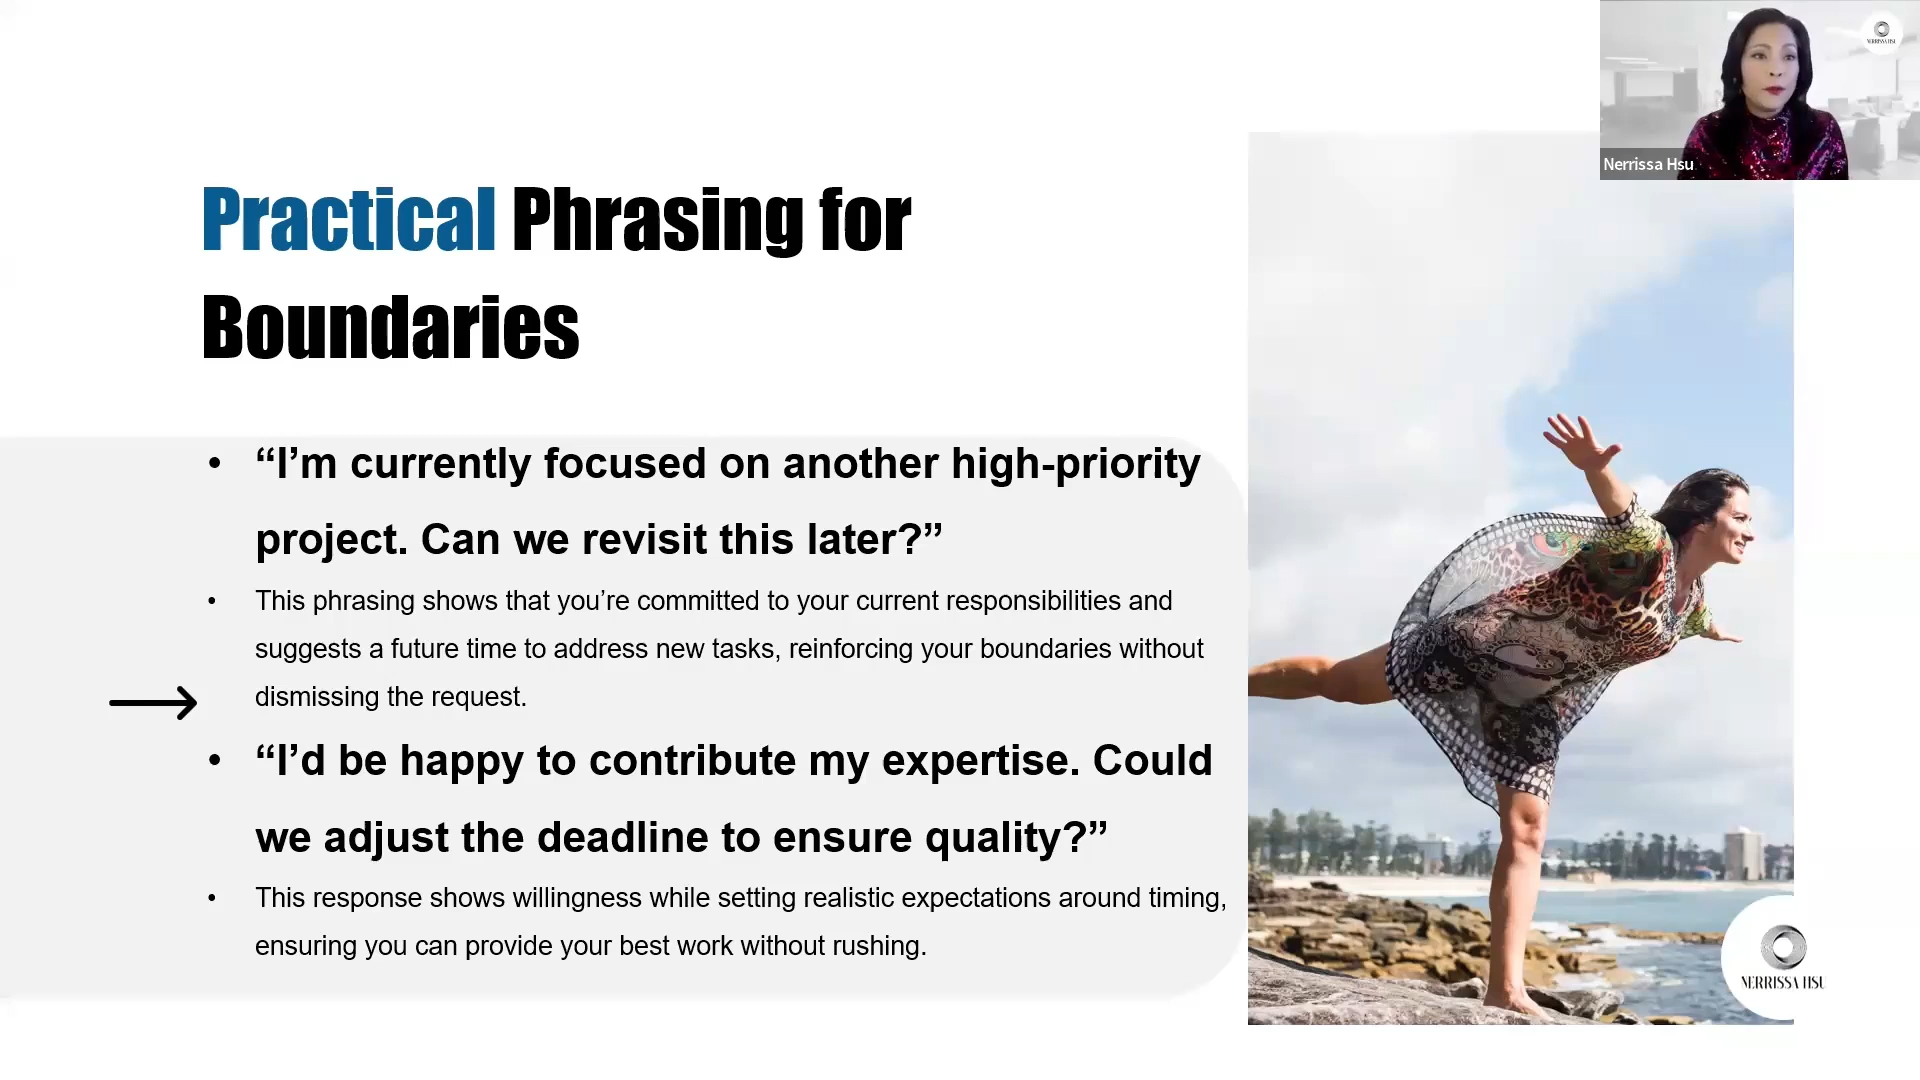 NERRISSA HSU
Nerrissa Hsu
Practical Phrasing for
Boundaries
• “I’m currently focused on another high-priority
project. Can we revisit this later?”
• This phrasing shows that you’re committed to your current responsibilities and
suggests a future time to address new tasks, reinforcing your boundaries without
dismissing the request.
• “I’d be happy to contribute my expertise. Could
we adjust the deadline to ensure quality?”
• This response shows willingness while setting realistic expectations around timing,
ensuring you can provide your best work without rushing.
NERRISSA HSU